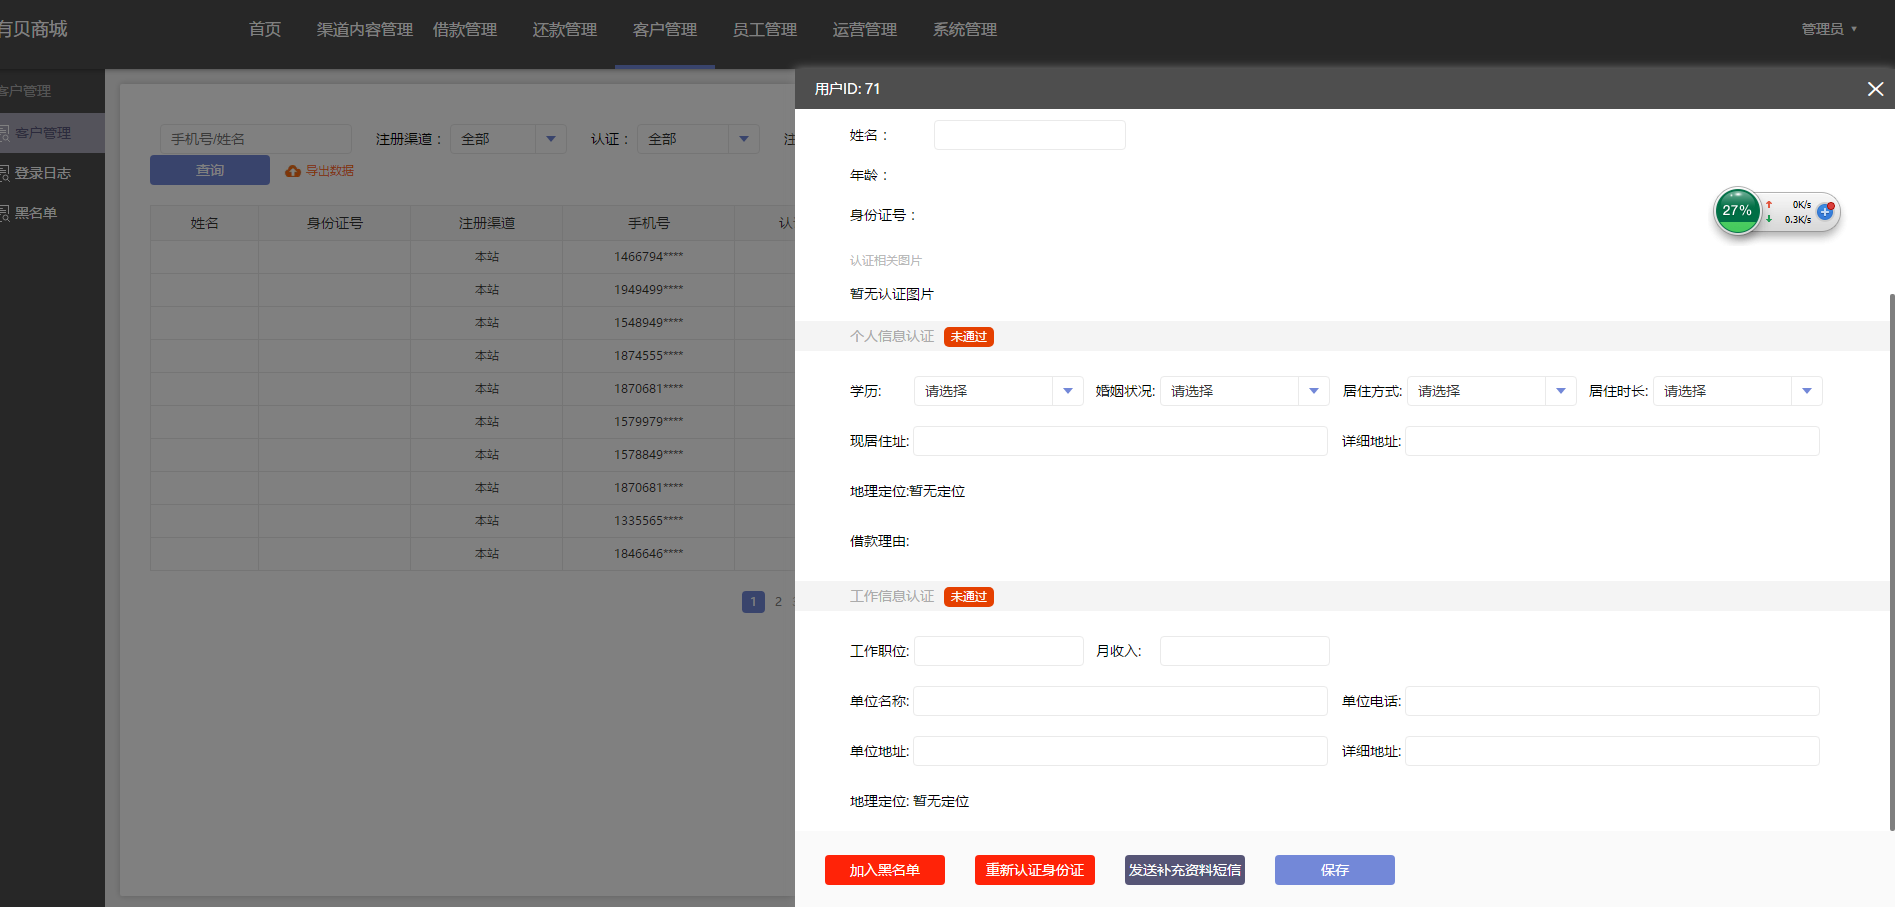 有贝商城 首页 渠道内容管理 借款管理 还款管理 客户管理 员工管理 运营管理 系统管理 管理员
客户管理
客户管理
登录日志
黑名单
手机号/姓名 注册渠道： 全部 认证： 全部 注
查询 导出数据
姓名 身份证号 注册渠道 手机号 认
本站 1466794****
本站 1949499****
本站 1548949****
本站 1874555****
本站 1870681****
本站 1579979****
本站 1578849****
本站 1870681****
本站 1335565****
本站 1846646****
1 2
用户ID: 71
姓名：
年龄：
身份证号：
认证相关图片
暂无认证图片
27% 0K/s
0.3K/s
个人信息认证 未通过
学历: 请选择 婚姻状况: 请选择 居住方式: 请选择 居住时长: 请选择
现居住址: 详细地址:
地理定位:暂无定位
借款理由:
工作信息认证 未通过
工作职位: 月收入:
单位名称: 单位电话:
单位地址: 详细地址:
地理定位: 暂无定位
加入黑名单 重新认证身份证 发送补充资料短信 保存